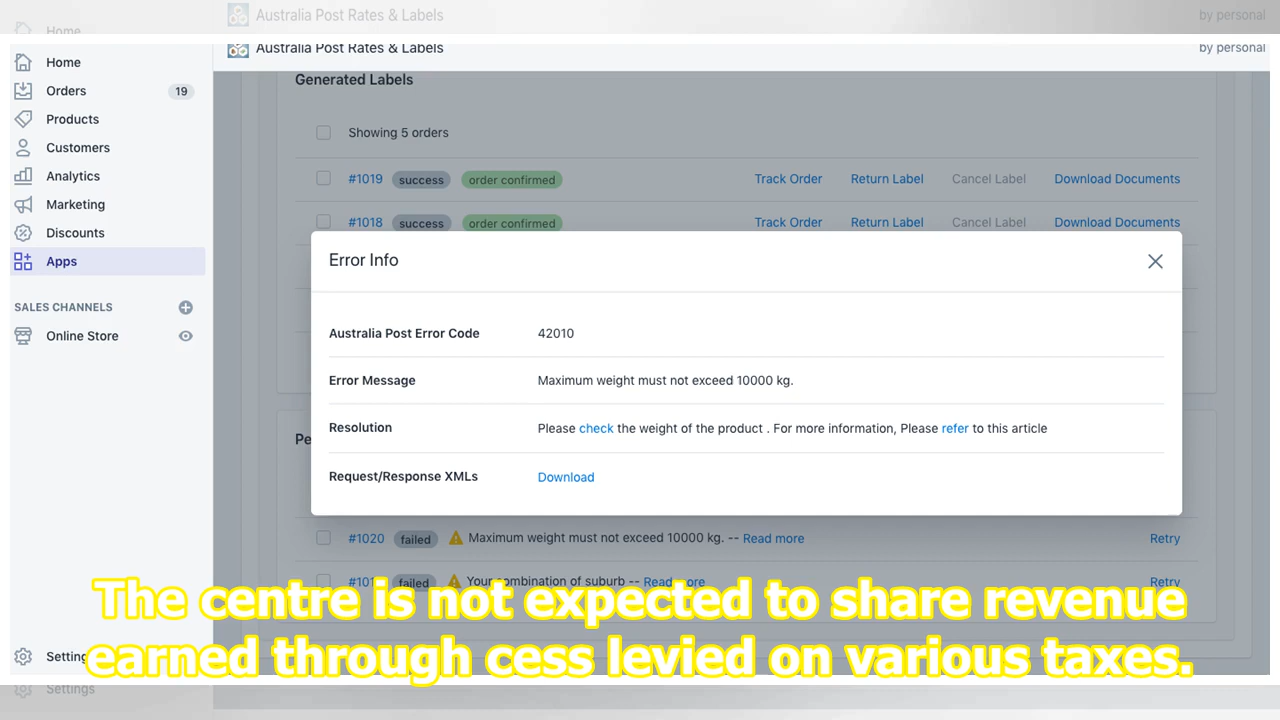 Australia Post Rates & Labels
by personal
Home
Australia Post Rates & Labels
by personal
Home
Orders 19
Products
Customers
Analytics
Marketing
Discounts
Apps
SALES CHANNELS
Online Store
Generated Labels
Showing 5 orders
#1019 success order confirmed Track Order Return Label Cancel Label Download Documents
#1018 success order confirmed Track Order Return Label Cancel Label Download Documents
Error Info
Australia Post Error Code 42010
Error Message Maximum weight must not exceed 10000 kg.
Resolution Please check the weight of the product . For more information, Please refer to this article
Request/Response XMLs Download
#1020 failed Maximum weight must not exceed 10000 kg. -- Read more Retry
failed Your combination of suburb -- Read more Retry
The centre is not expected to share revenue
earned through cess levied on various taxes.
Settings